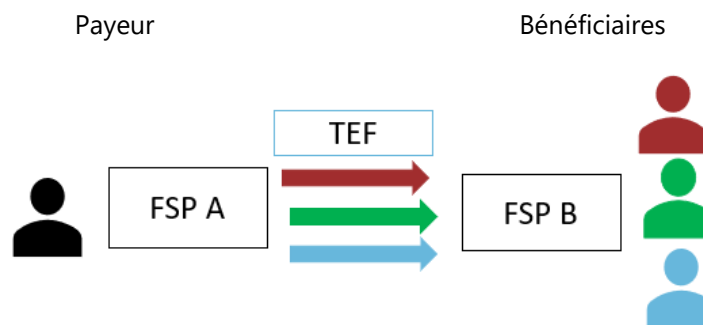 Payeur
Bénéficiaires
TEF
FSP A
FSP B